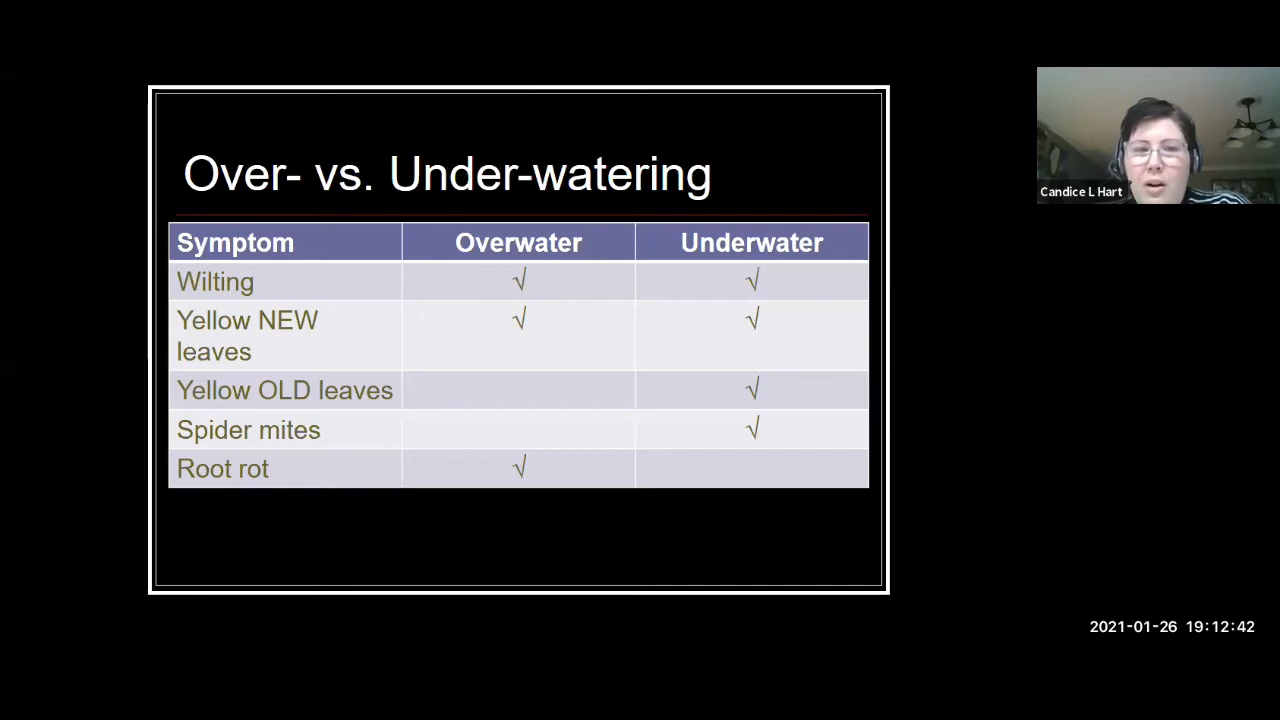 Over- vs. Under-watering
Symptom Overwater Underwater
Wilting √ √
Yellow NEW √ √
leaves
Yellow OLD leaves √
Spider mites √
Root rot √
Candice L Hart
2021-01-26 19:12:42